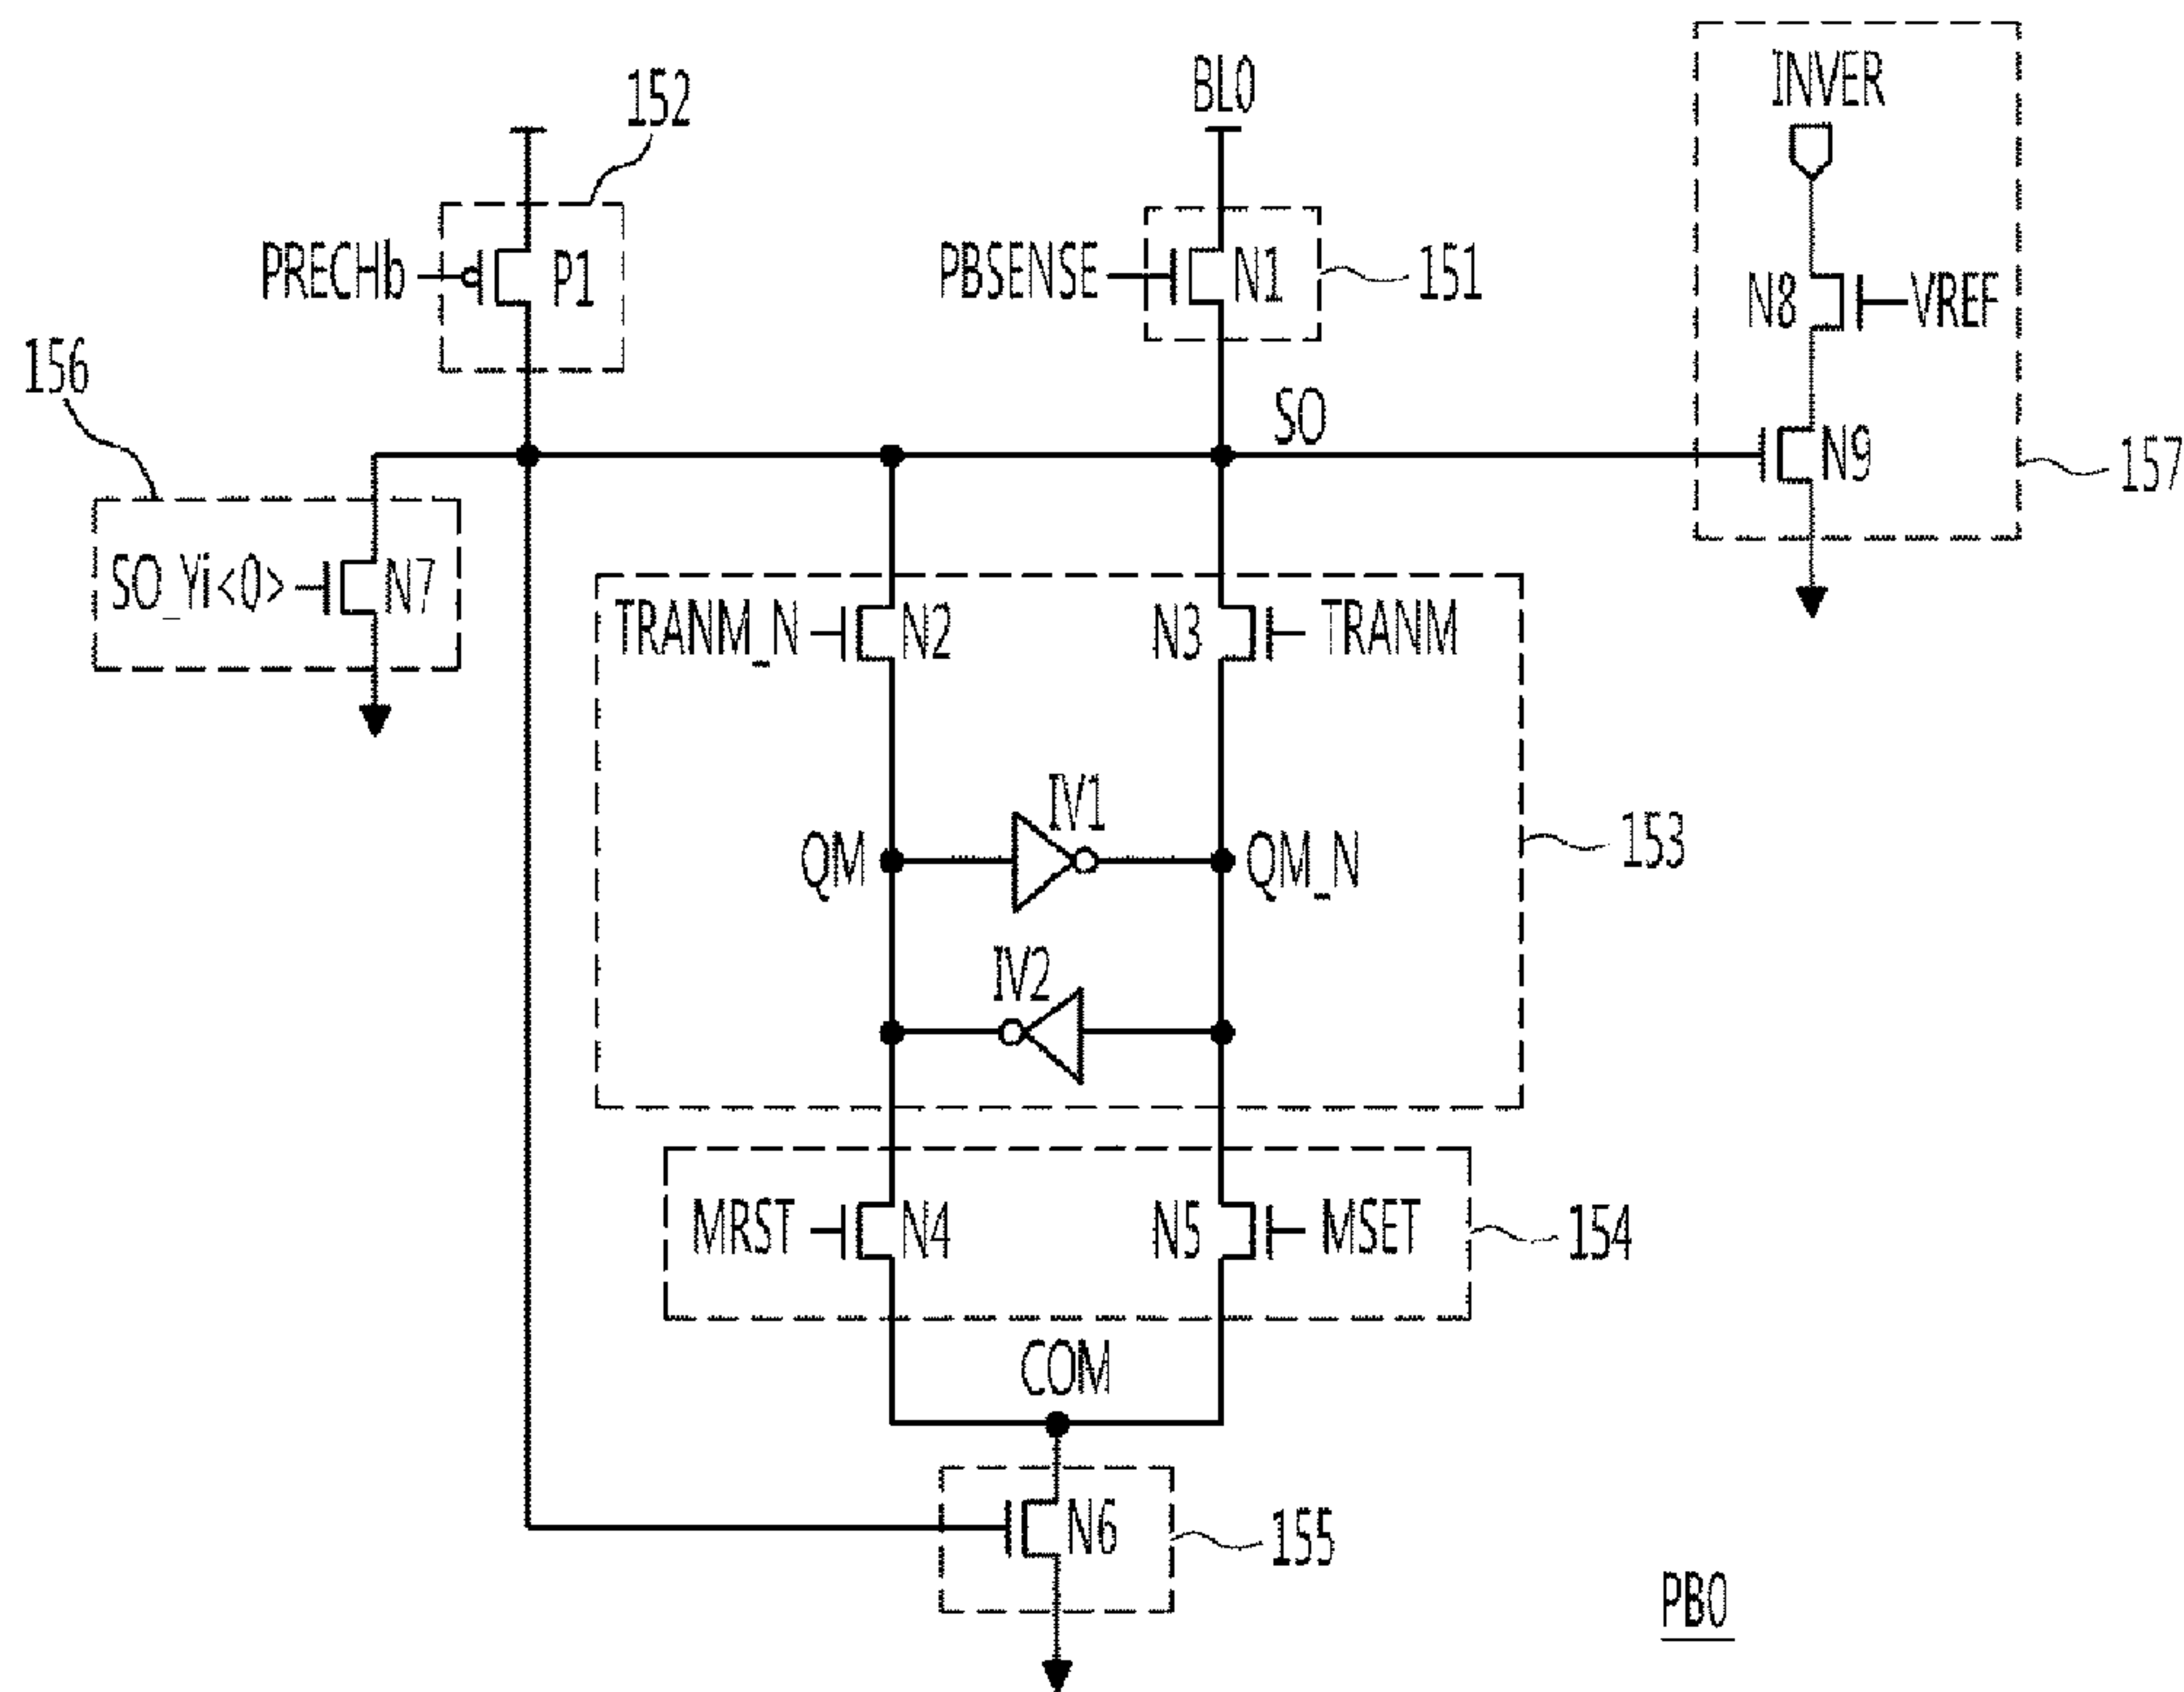 INVER
BL0
152
PRECHb
P1
PBSENSE
N1
151
N8
VREF
156
SO
N9
157
SO_Yi<0>
N7
TRANM_N
N2
N3
TRANM
IV1
QM
QM_N
153
IV2
MRST
N4
N5
MSET
154
COM
N6
155
PB0